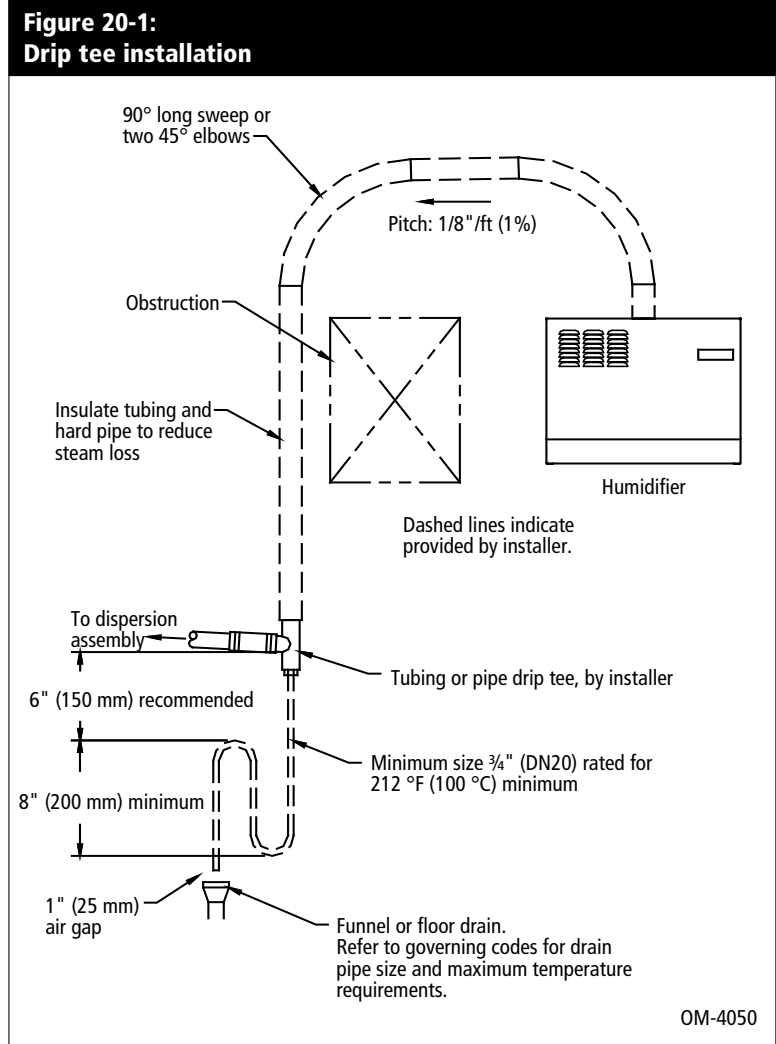 Figure 20-1:
Drip tee installation
90° long sweep or
two 45° elbows
Pitch: 1/8"/ft (1%)
Obstruction
Insulate tubing and
hard pipe to reduce
steam loss
Humidifier
Dashed lines indicate
provided by installer.
To dispersion
assembly
Tubing or pipe drip tee, by installer
6" (150 mm) recommended
Minimum size ¾" (DN20) rated for
212 °F (100 °C) minimum
8" (200 mm) minimum
1" (25 mm)
air gap
Funnel or floor drain.
Refer to governing codes for drain
pipe size and maximum temperature
requirements.
OM-4050